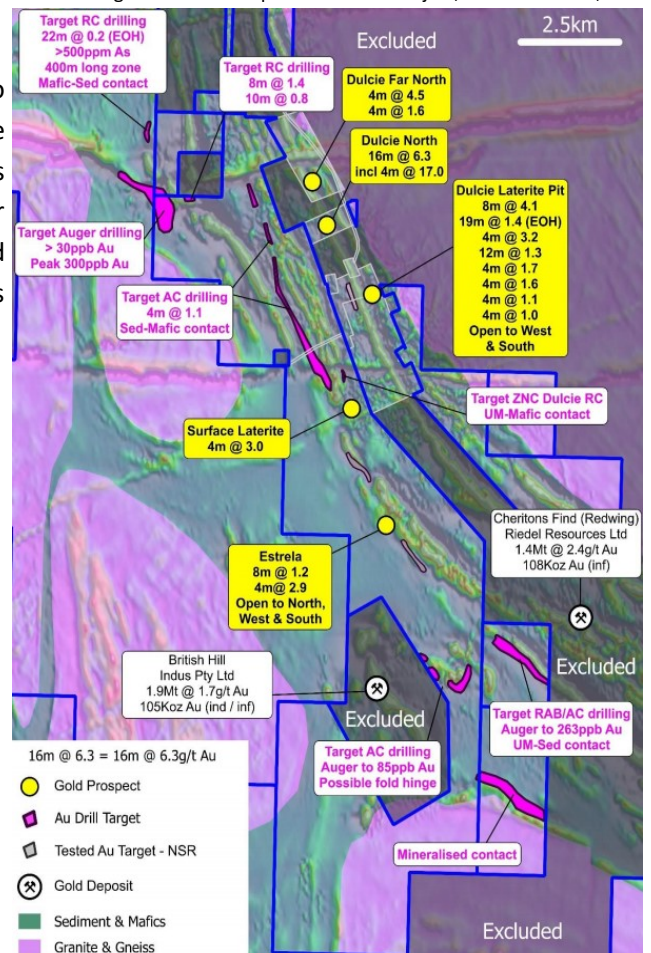 Target RC drilling
22m @ 0.2 (EOH)
>500ppm As
400m long zone
Mafic-Sed contact
Excluded
2.5km
Target RC drilling
8m @ 1.4
10m @ 0.8
Dulcie Far North
4m @ 4.5
4m @ 1.6
Dulcie North
16m @ 6.3
incl 4m @ 17.0
Dulcie Laterite Pit
8m @ 4.1
19m @ 1.4 (EOH)
4m @ 3.2
12m @ 1.3
4m @ 1.7
4m @ 1.6
4m @ 1.1
4m @ 1.0
Open to West
& South
Target Auger drilling
> 30ppb Au
Peak 300ppb Au
Target AC drilling
4m @ 1.1
Sed-Mafic contact
Target ZNC Dulcie RC
UM-Mafic contact
Surface Laterite
4m @ 3.0
Cheritons Find (Redwing)
Riedel Resources Ltd
1.4Mt @ 2.4g/t Au
108Koz Au (inf)
Estrela
8m @ 1.2
4m@ 2.9
Open to North,
West & South
Excluded
British Hill
Indus Pty Ltd
1.9Mt @ 1.7g/t Au
105Koz Au (ind / inf)
Excluded
Target RAB/AC drilling
Auger to 263ppb Au
UM-Sed contact
Target AC drilling
Auger to 85ppb Au
Possible fold hinge
Mineralised contact
Excluded
16m @ 6.3 = 16m @ 6.3g/t Au
Gold Prospect
Au Drill Target
Tested Au Target - NSR
Gold Deposit
Sediment & Mafics
Granite & Gneiss